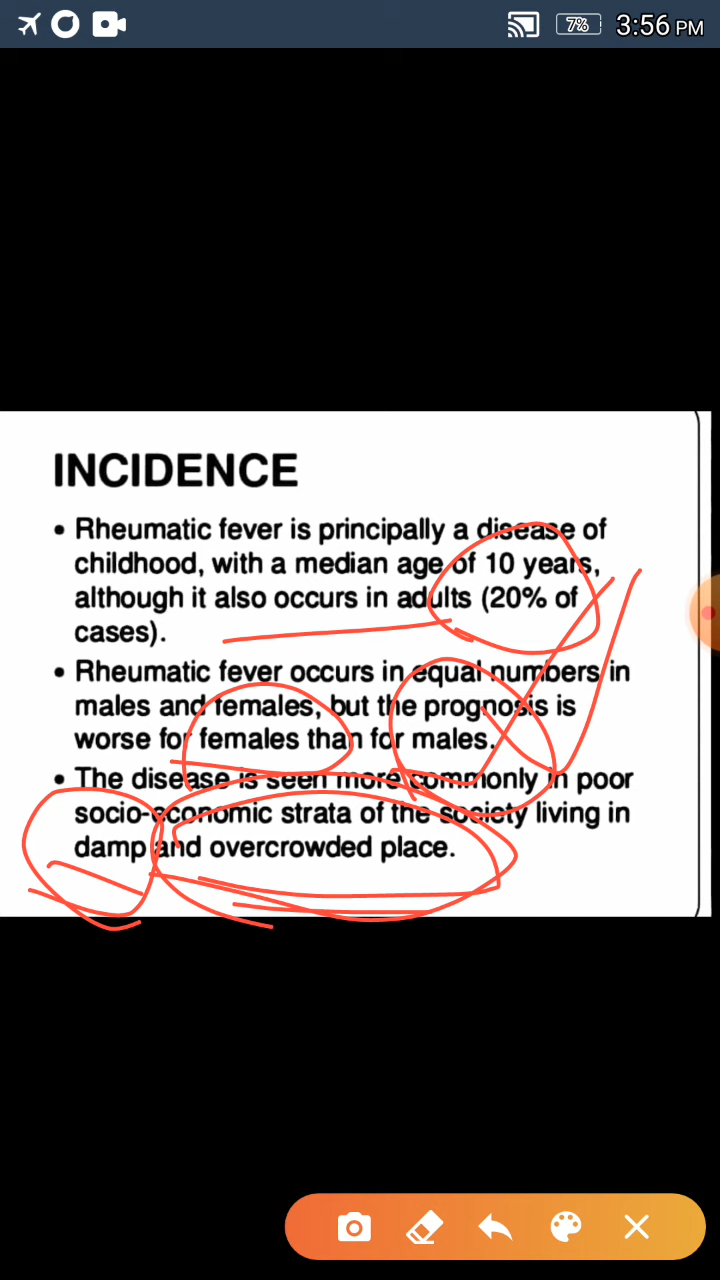 7% 3:56 PM
INCIDENCE
• Rheumatic fever is principally a disease of
childhood, with a median age of 10 years,
although it also occurs in adults (20% of
cases).
• Rheumatic fever occurs in equal numbers in
males and females, but the prognosis is
worse for females than for males.
• The disease is seen more commonly in poor
socio-economic strata of the society living in
damp and overcrowded place.